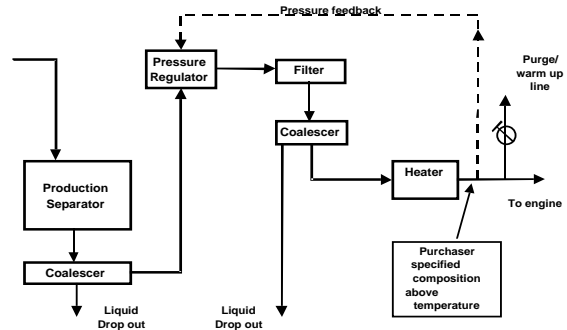 Pressure feedback
Pressure
Regulator
Filter
Purge/
warm up
line
Coalescer
Production
Separator
Heater
To engine
Coalescer
Purchaser
specified
composition
above
temperature
Liquid
Drop out
Liquid
Drop out